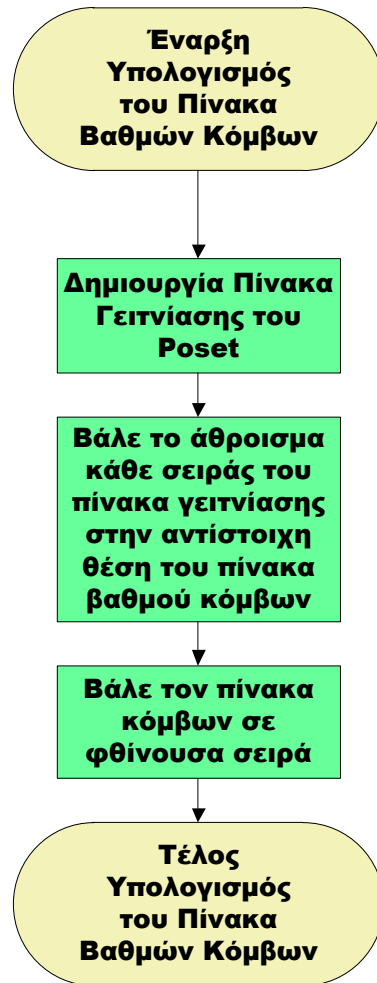 Έναρξη
Υπολογισμός
του Πίνακα
Βαθμών Κόμβων
Δημιουργία Πίνακα
Γειτνίασης του
Poset
Βάλε το άθροισμα
κάθε σειράς του
πίνακα γειτνίασης
στην αντίστοιχη
θέση του πίνακα
βαθμού κόμβων
Βάλε τον πίνακα
κόμβων σε
φθίνουσα σειρά
Τέλος
Υπολογισμός
του Πίνακα
Βαθμών Κόμβων